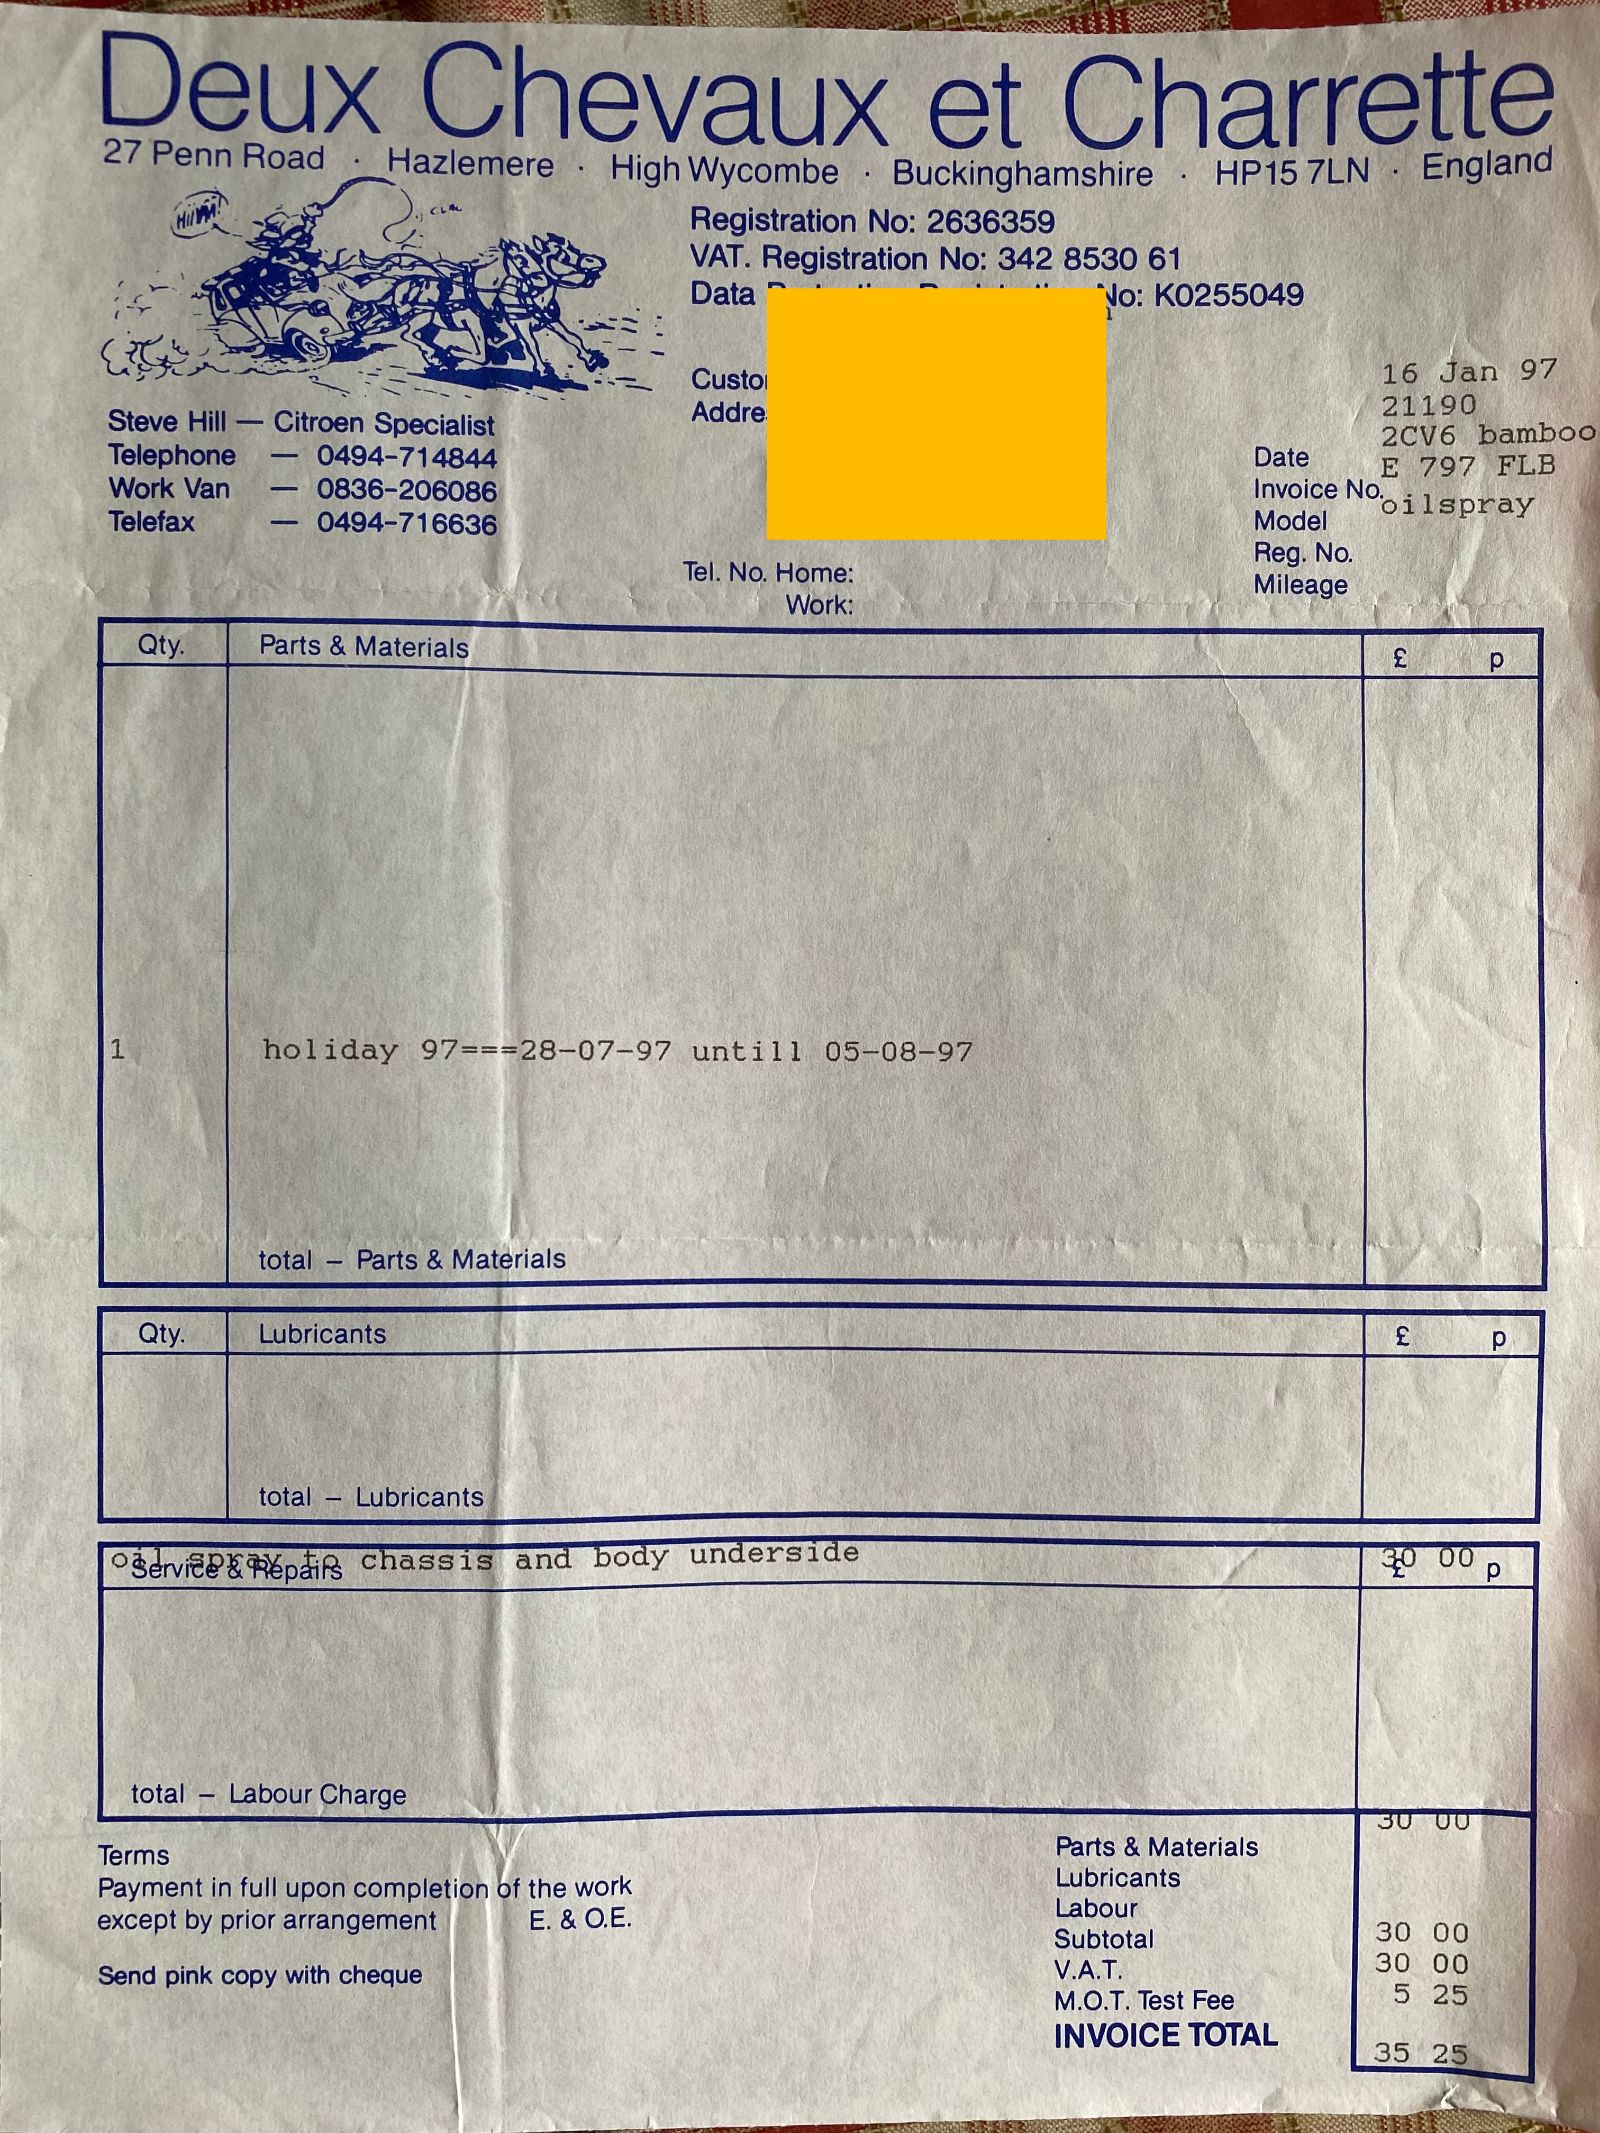 Deux Chevaux et Charrette
27 Penn Road · Hazlemere · High Wycombe · Buckinghamshire · HP15 7LN · England
Registration No: 2636359
VAT. Registration No: 342 8530 61
Data No: K0255049
Steve Hill — Citroen Specialist
Telephone — 0494-714844
Work Van — 0836-206086
Telefax — 0494-716636
Tel. No. Home:
Work:
16 Jan 97
21190
2CV6 bamboo
E 797 FLB
oilspray
Date
Invoice No.
Model
Reg. No.
Mileage
Qty. Parts & Materials £ p
1 holiday 97===28-07-97 untill 05-08-97
total – Parts & Materials
Qty. Lubricants £ p
total – Lubricants
oil spray to chassis and body underside 30 00
Service & Repairs £ p
total – Labour Charge
30 00
Terms
Payment in full upon completion of the work
except by prior arrangement E. & O.E.
Send pink copy with cheque
Parts & Materials
Lubricants
Labour
Subtotal 30 00
V.A.T. 30 00
M.O.T. Test Fee 5 25
INVOICE TOTAL 35 25